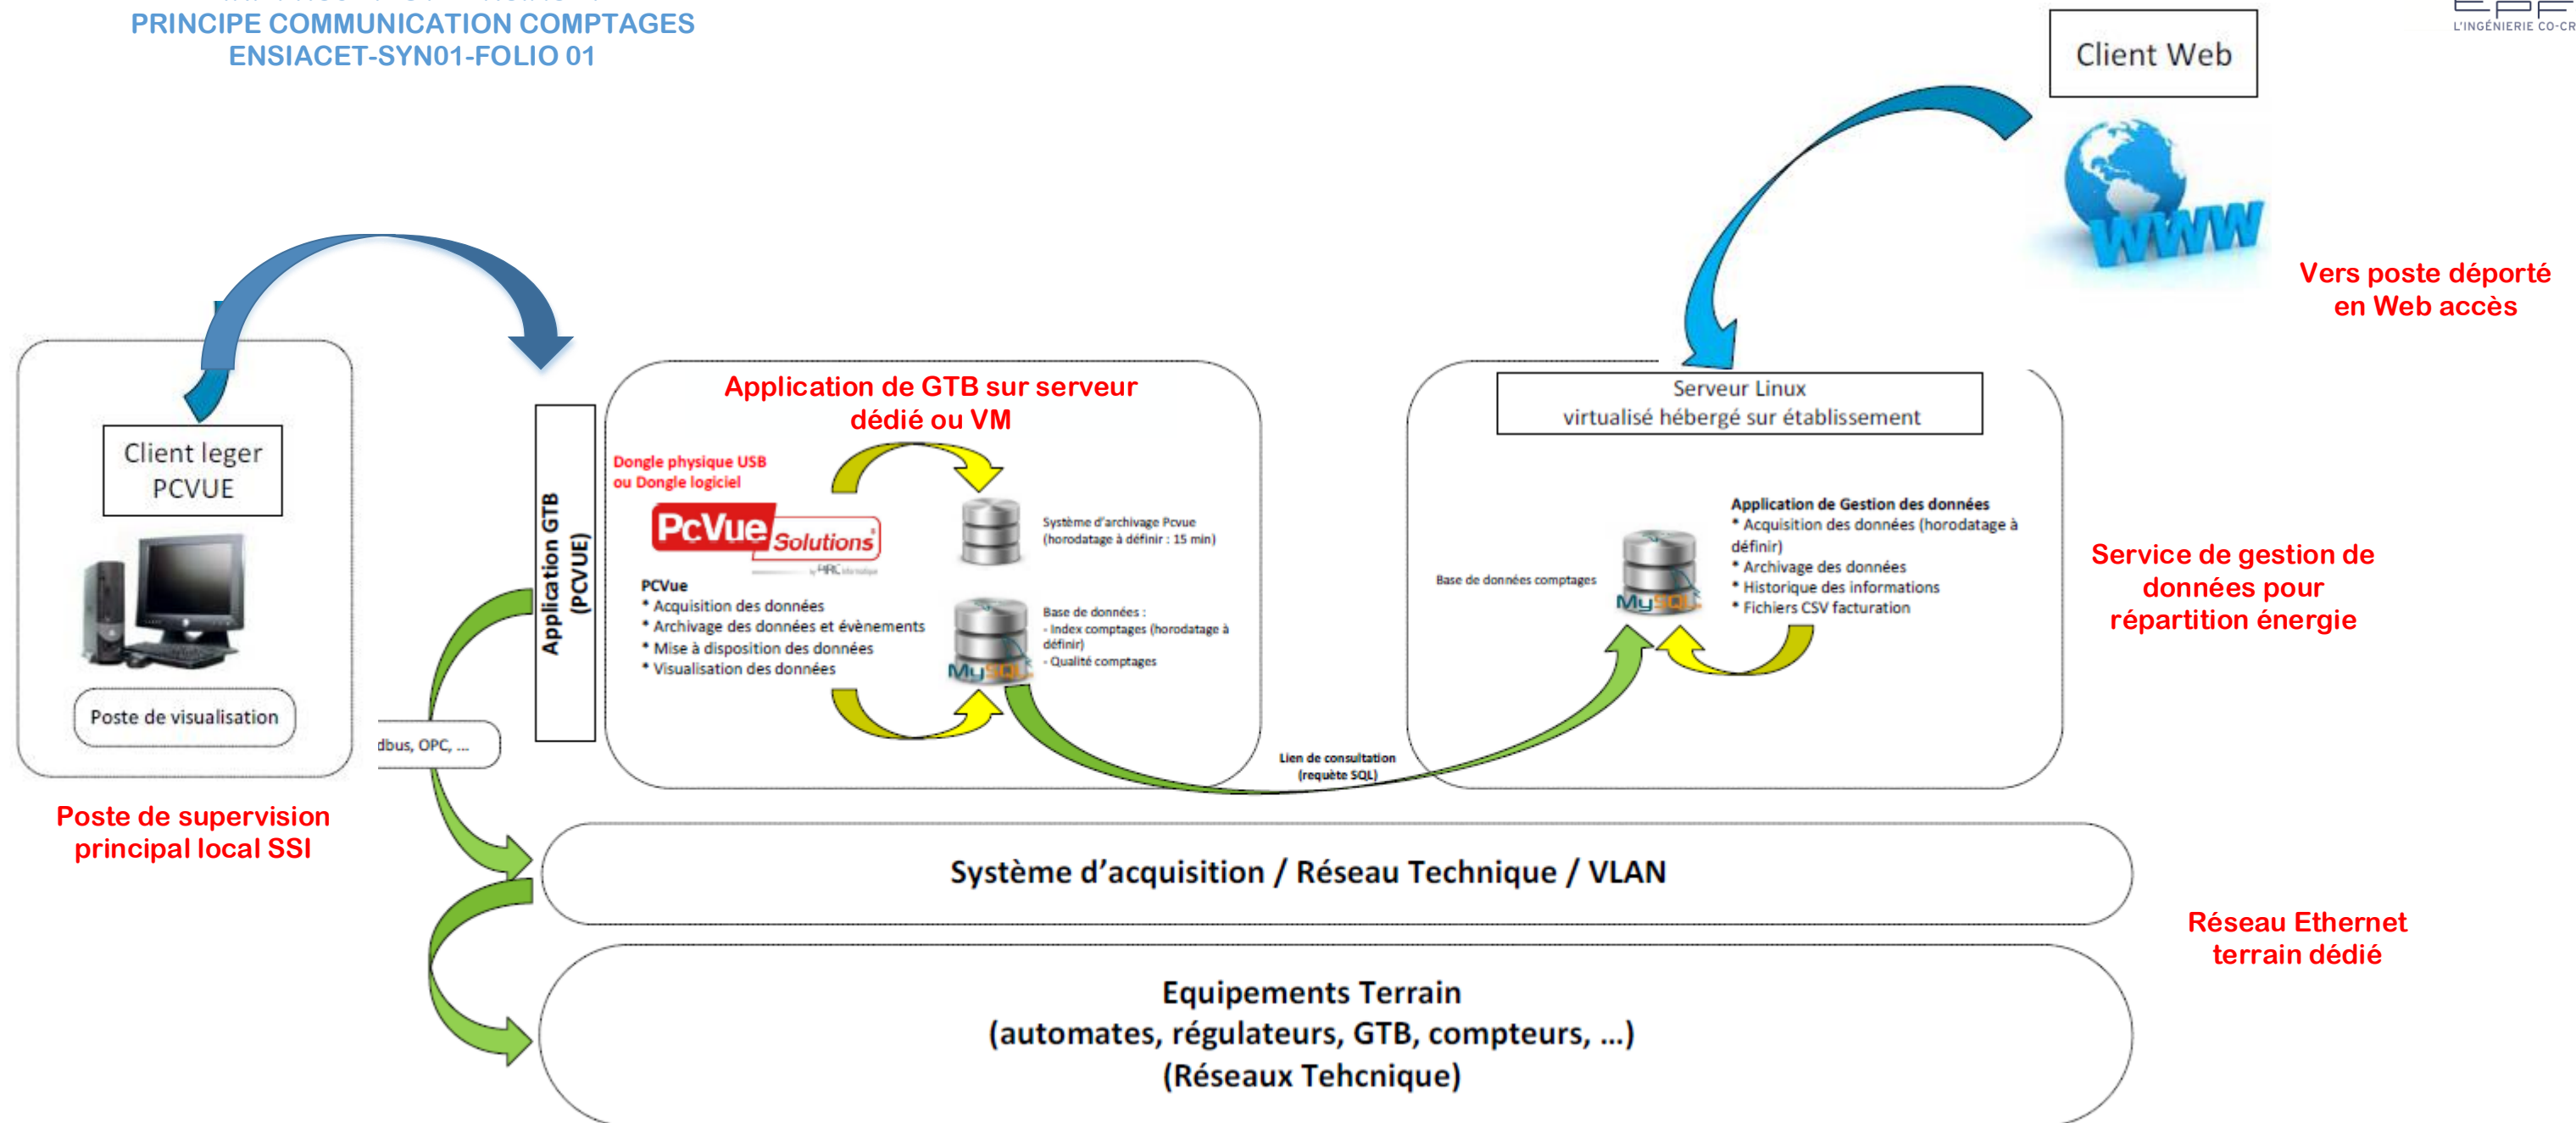 PRINCIPE COMMUNICATION COMPTAGES
ENSIACET-SYN01-FOLIO 01
L'INGÉNIERIE CO-CR
Client Web
WWW
Vers poste déporté
en Web accès
Client leger
PCVUE
Poste de visualisation
Poste de supervision
principal local SSI
dbus, OPC, ...
Application GTB
(PCVUE)
Application de GTB sur serveur
dédié ou VM
Dongle physique USB
ou Dongle logiciel
PcVue Solutions
by ARC Informatique
PCVue
* Acquisition des données
* Archivage des données et évènements
* Mise à disposition des données
* Visualisation des données
Système d'archivage Pcvue
(horodatage à définir : 15 min)
MySQL
Base de données :
- Index comptages (horodatage à
définir)
- Qualité comptages
Lien de consultation
(requète SQL)
Serveur Linux
virtualisé hébergé sur établissement
Base de données comptages
MySQL
Application de Gestion des données
* Acquisition des données (horodatage à
définir)
* Archivage des données
* Historique des informations
* Fichiers CSV facturation
Service de gestion de
données pour
répartition énergie
Système d'acquisition / Réseau Technique / VLAN
Réseau Ethernet
terrain dédié
Equipements Terrain
(automates, régulateurs, GTB, compteurs, ...)
(Réseaux Tehcnique)